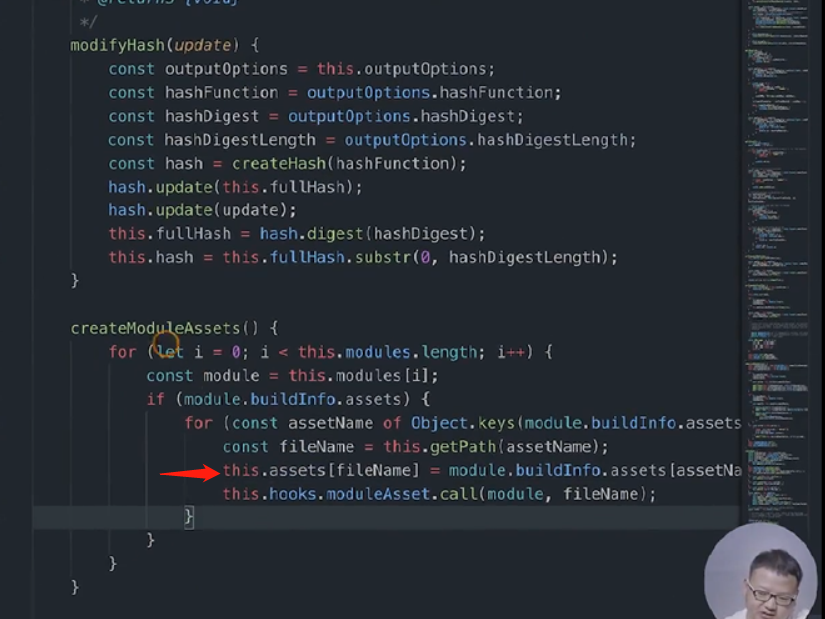 * @returns {void}
*/
modifyHash(update) {
const outputOptions = this.outputOptions;
const hashFunction = outputOptions.hashFunction;
const hashDigest = outputOptions.hashDigest;
const hashDigestLength = outputOptions.hashDigestLength;
const hash = createHash(hashFunction);
hash.update(this.fullHash);
hash.update(update);
this.fullHash = hash.digest(hashDigest);
this.hash = this.fullHash.substr(0, hashDigestLength);
}
createModuleAssets() {
for (let i = 0; i < this.modules.length; i++) {
const module = this.modules[i];
if (module.buildInfo.assets) {
for (const assetName of Object.keys(module.buildInfo.assets
const fileName = this.getPath(assetName);
this.assets[fileName] = module.buildInfo.assets[assetNa
this.hooks.moduleAsset.call(module, fileName);
}
}
}
}